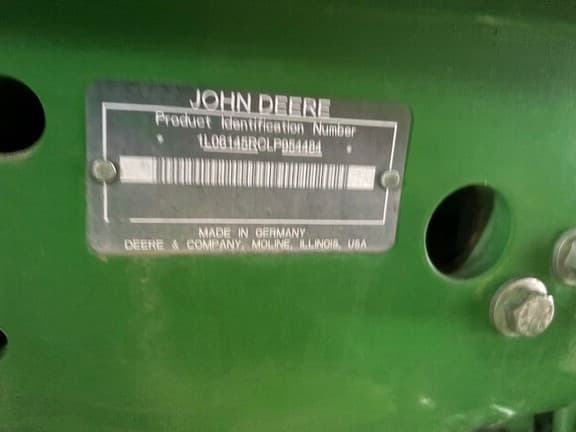 JOHN DEERE
Product Identification Number
1L06145RCLP954484
MADE IN GERMANY
DEERE & COMPANY, MOLINE, ILLINOIS, USA